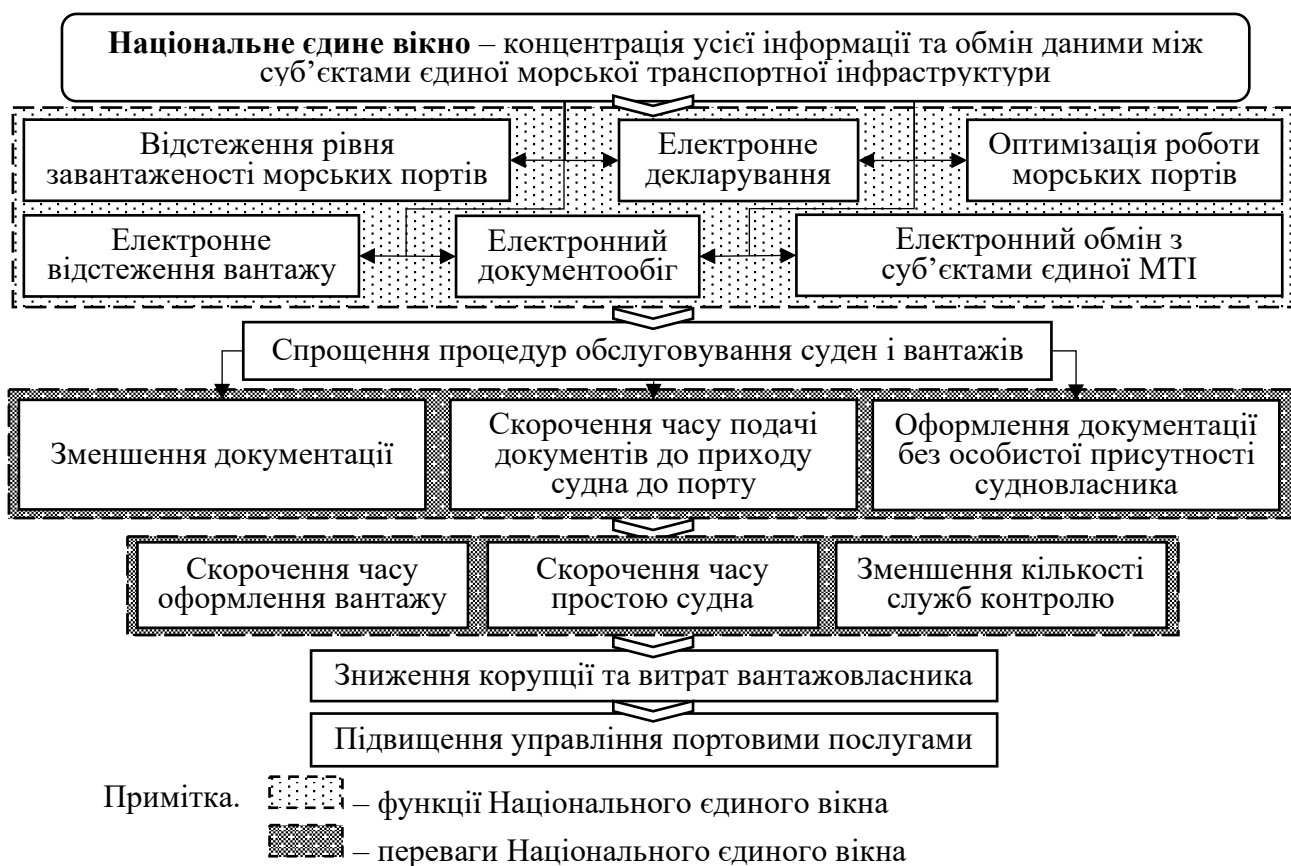 Національне єдине вікно – концентрація усієї інформації та обмін даними між
суб’єктами єдиної морської транспортної інфраструктури
Відстеження рівня
завантаженості морських портів
Електронне
декларування
Оптимізація роботи
морських портів
Електронне
відстеження вантажу
Електронний
документообіг
Електронний обмін з
суб’єктами єдиної МТІ
Спрощення процедур обслуговування суден і вантажів
Зменшення документації
Скорочення часу подачі
документів до приходу
судна до порту
Оформлення документації
без особистої присутності
судновласника
Скорочення часу
оформлення вантажу
Скорочення часу
простою судна
Зменшення кількості
служб контролю
Зниження корупції та витрат вантажовласника
Підвищення управління портовими послугами
Примітка.
– функції Національного єдиного вікна
– переваги Національного єдиного вікна